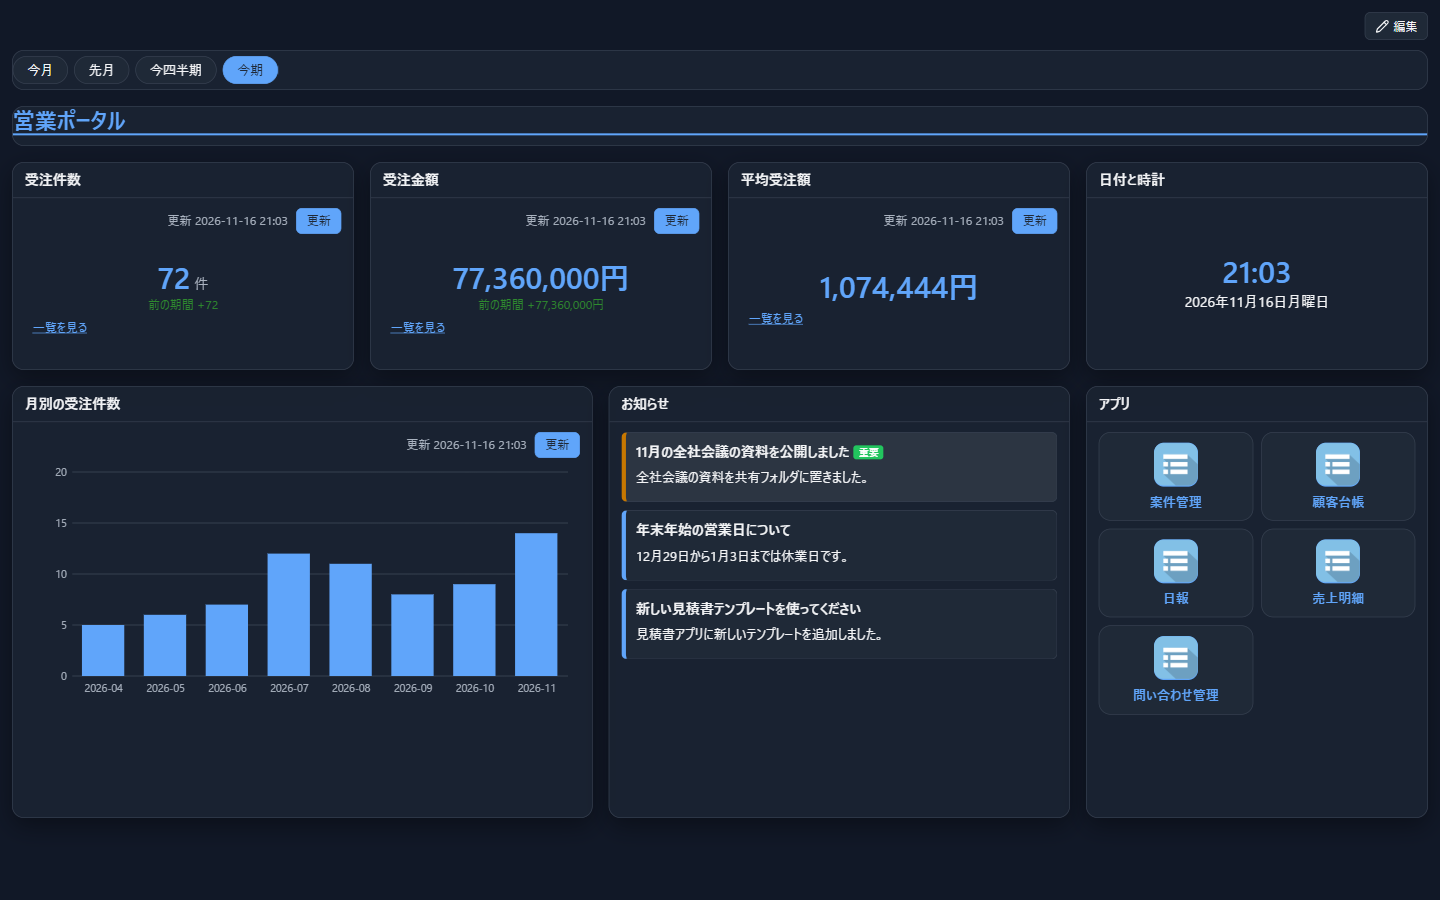 編集
今月 先月 今四半期 今期
営業ポータル
受注件数
更新 2026-11-16 21:03 更新
72 件
前の期間 +72
一覧を見る
受注金額
更新 2026-11-16 21:03 更新
77,360,000円
前の期間 +77,360,000円
一覧を見る
平均受注額
更新 2026-11-16 21:03 更新
1,074,444円
一覧を見る
日付と時計
21:03
2026年11月16日月曜日
月別の受注件数
更新 2026-11-16 21:03 更新
20
15
10
5
0
2026-04 2026-05 2026-06 2026-07 2026-08 2026-09 2026-10 2026-11
お知らせ
11月の全社会議の資料を公開しました 重要
全社会議の資料を共有フォルダに置きました。
年末年始の営業日について
12月29日から1月3日までは休業日です。
新しい見積書テンプレートを使ってください
見積書アプリに新しいテンプレートを追加しました。
アプリ
案件管理 顧客台帳
日報 売上明細
問い合わせ管理